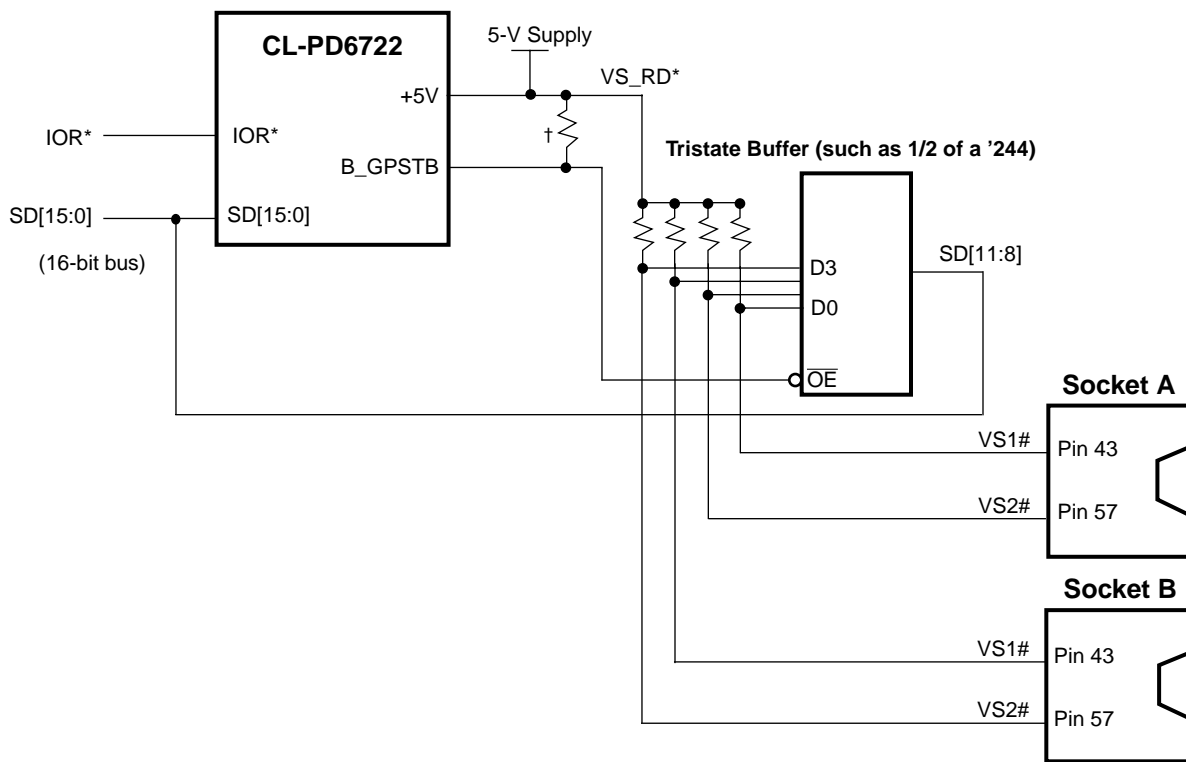 CL-PD6722
5-V Supply
VS_RD*
+5V
IOR*
IOR*
†
Tristate Buffer (such as 1/2 of a ’244)
B_GPSTB
SD[15:0]
SD[15:0]
(16-bit bus)
SD[11:8]
D3
D0
OE
Socket A
VS1#
Pin 43
VS2#
Pin 57
Socket B
VS1#
Pin 43
VS2#
Pin 57